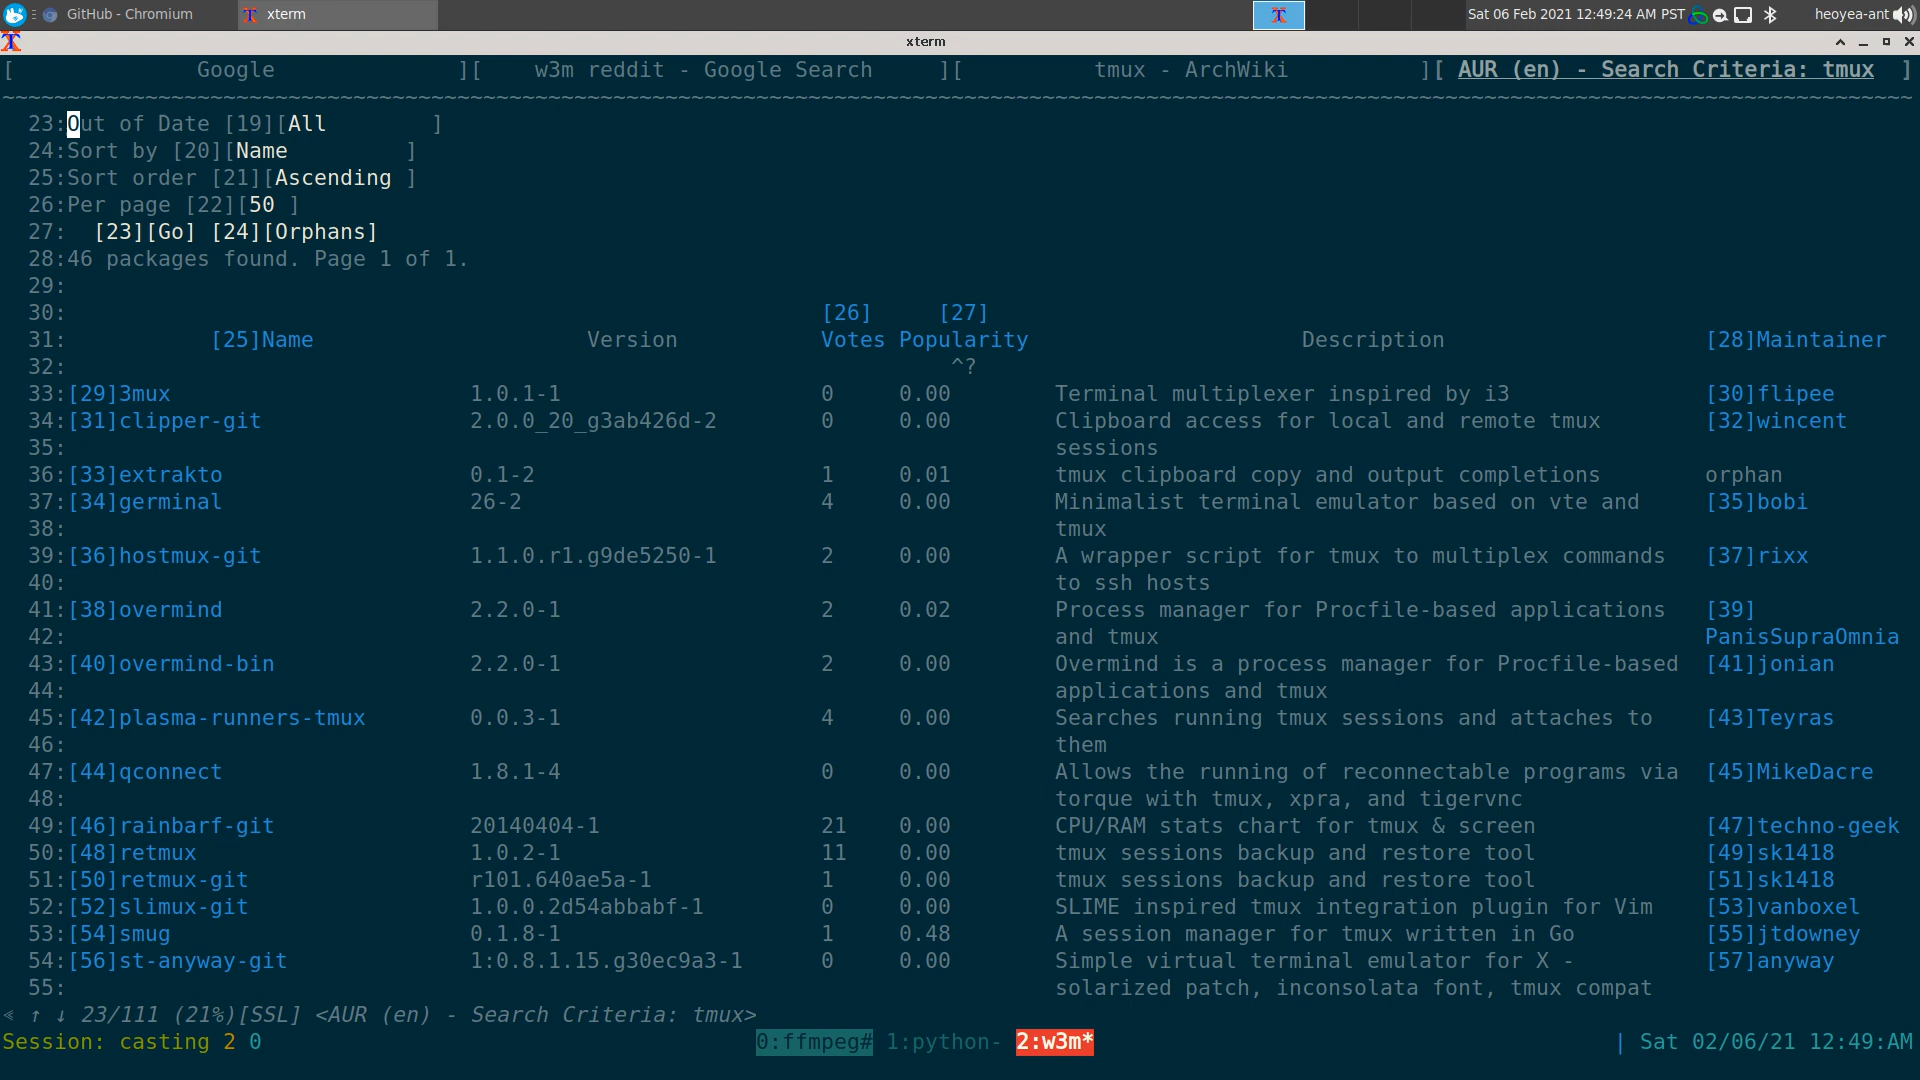 GitHub - Chromium xterm Sat 06 Feb 2021 12:49:24 AM PST heoyea-ant
xterm
[ Google ][ w3m reddit - Google Search ][ tmux - ArchWiki ][ AUR (en) - Search Criteria: tmux ]
~~~~~~~~~~~~~~~~~~~~~~~~~~~~~~~~~~~~~~~~~~~~~~~~~~~~~~~~~~~~~~~~~~~~~~~~~~~~~~~~~~~~~~~~~~~~~~~~~~~~~~~~~~~~~~~~~~~~~~~~~~~~~~~~~~~~~~~~~~~~~~~~~~~
23:Out of Date [19][All ]
24:Sort by [20][Name ]
25:Sort order [21][Ascending ]
26:Per page [22][50 ]
27: [23][Go] [24][Orphans]
28:46 packages found. Page 1 of 1.
29:
30: [26] [27]
31: [25]Name Version Votes Popularity Description [28]Maintainer
32: ^?
33:[29]3mux 1.0.1-1 0 0.00 Terminal multiplexer inspired by i3 [30]flipee
34:[31]clipper-git 2.0.0_20_g3ab426d-2 0 0.00 Clipboard access for local and remote tmux [32]wincent
35: sessions
36:[33]extrakto 0.1-2 1 0.01 tmux clipboard copy and output completions orphan
37:[34]germinal 26-2 4 0.00 Minimalist terminal emulator based on vte and [35]bobi
38: tmux
39:[36]hostmux-git 1.1.0.r1.g9de5250-1 2 0.00 A wrapper script for tmux to multiplex commands [37]rixx
40: to ssh hosts
41:[38]overmind 2.2.0-1 2 0.02 Process manager for Procfile-based applications [39]
42: and tmux PanisSupraOmnia
43:[40]overmind-bin 2.2.0-1 2 0.00 Overmind is a process manager for Procfile-based [41]jonian
44: applications and tmux
45:[42]plasma-runners-tmux 0.0.3-1 4 0.00 Searches running tmux sessions and attaches to [43]Teyras
46: them
47:[44]qconnect 1.8.1-4 0 0.00 Allows the running of reconnectable programs via [45]MikeDacre
48: torque with tmux, xpra, and tigervnc
49:[46]rainbarf-git 20140404-1 21 0.00 CPU/RAM stats chart for tmux & screen [47]techno-geek
50:[48]retmux 1.0.2-1 11 0.00 tmux sessions backup and restore tool [49]sk1418
51:[50]retmux-git r101.640ae5a-1 1 0.00 tmux sessions backup and restore tool [51]sk1418
52:[52]slimux-git 1.0.0.2d54abbabf-1 0 0.00 SLIME inspired tmux integration plugin for Vim [53]vanboxel
53:[54]smug 0.1.8-1 1 0.48 A session manager for tmux written in Go [55]jtdowney
54:[56]st-anyway-git 1:0.8.1.15.g30ec9a3-1 0 0.00 Simple virtual terminal emulator for X - [57]anyway
55: solarized patch, inconsolata font, tmux compat
⪡ ↑ ↓ 23/111 (21%)[SSL] <AUR (en) - Search Criteria: tmux>
Session: casting 2 0 0:ffmpeg# 1:python- 2:w3m* | Sat 02/06/21 12:49:AM